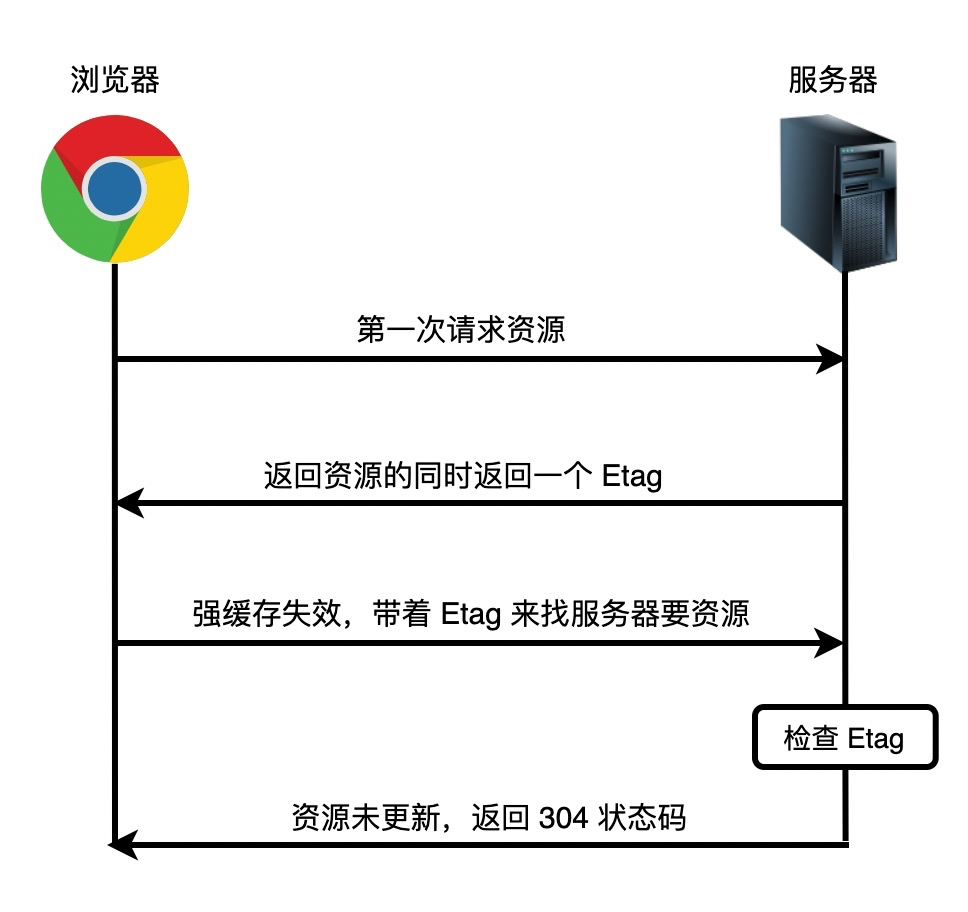 浏览器
服务器
第一次请求资源
返回资源的同时返回一个 Etag
强缓存失效，带着 Etag 来找服务器要资源
检查 Etag
资源未更新，返回 304 状态码